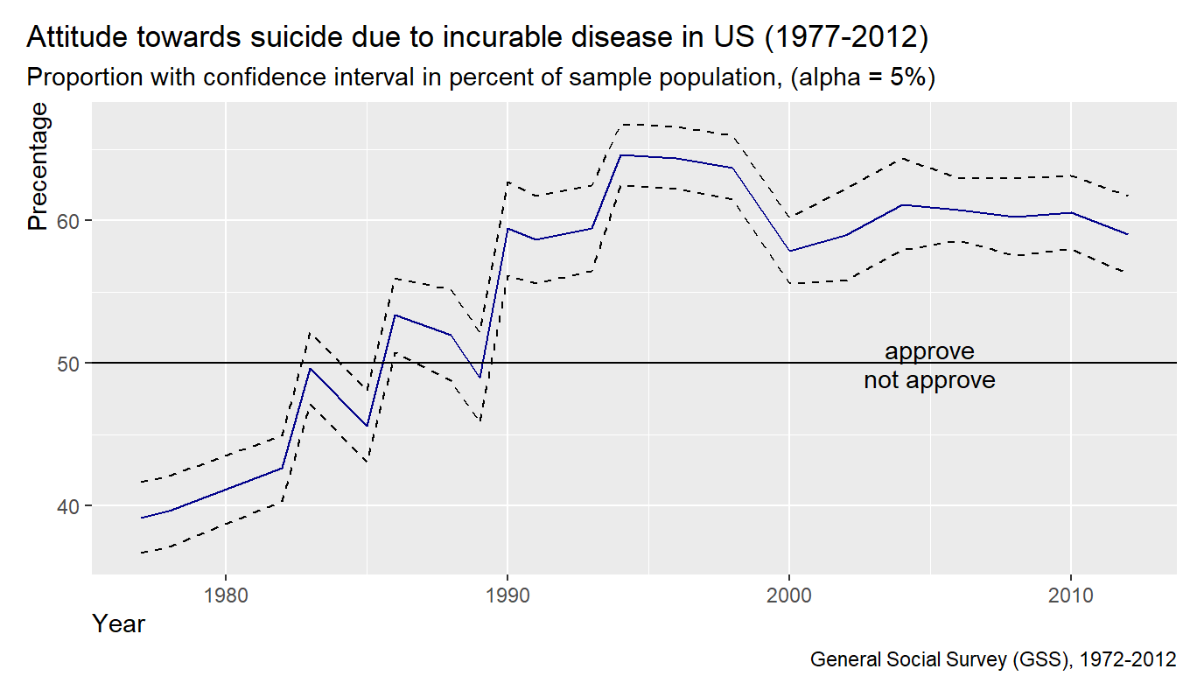 Attitude towards suicide due to incurable disease in US (1977-2012)
Proportion with confidence interval in percent of sample population, (alpha = 5%)
Precentage
60
50
40
approve
not approve
1980 1990 2000 2010
Year
General Social Survey (GSS), 1972-2012